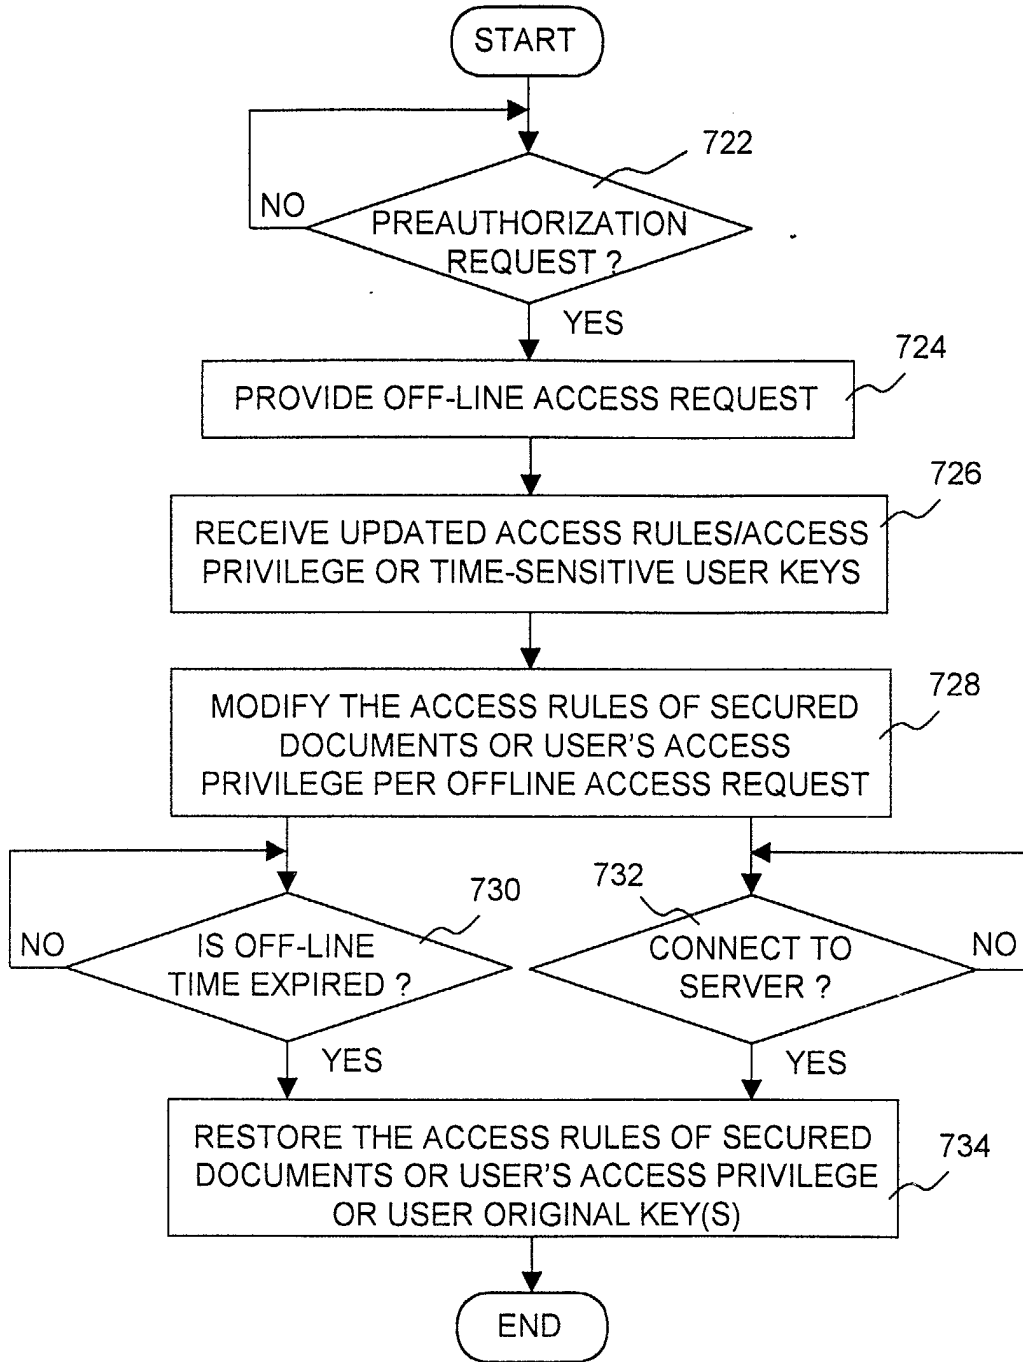 START
722
NO
PREAUTHORIZATION
REQUEST ?
YES
724
PROVIDE OFF-LINE ACCESS REQUEST
726
RECEIVE UPDATED ACCESS RULES/ACCESS
PRIVILEGE OR TIME-SENSITIVE USER KEYS
728
MODIFY THE ACCESS RULES OF SECURED
DOCUMENTS OR USER'S ACCESS
PRIVILEGE PER OFFLINE ACCESS REQUEST
730
NO
IS OFF-LINE
TIME EXPIRED ?
YES
732
CONNECT TO
SERVER ?
NO
YES
734
RESTORE THE ACCESS RULES OF SECURED
DOCUMENTS OR USER'S ACCESS PRIVILEGE
OR USER ORIGINAL KEY(S)
END